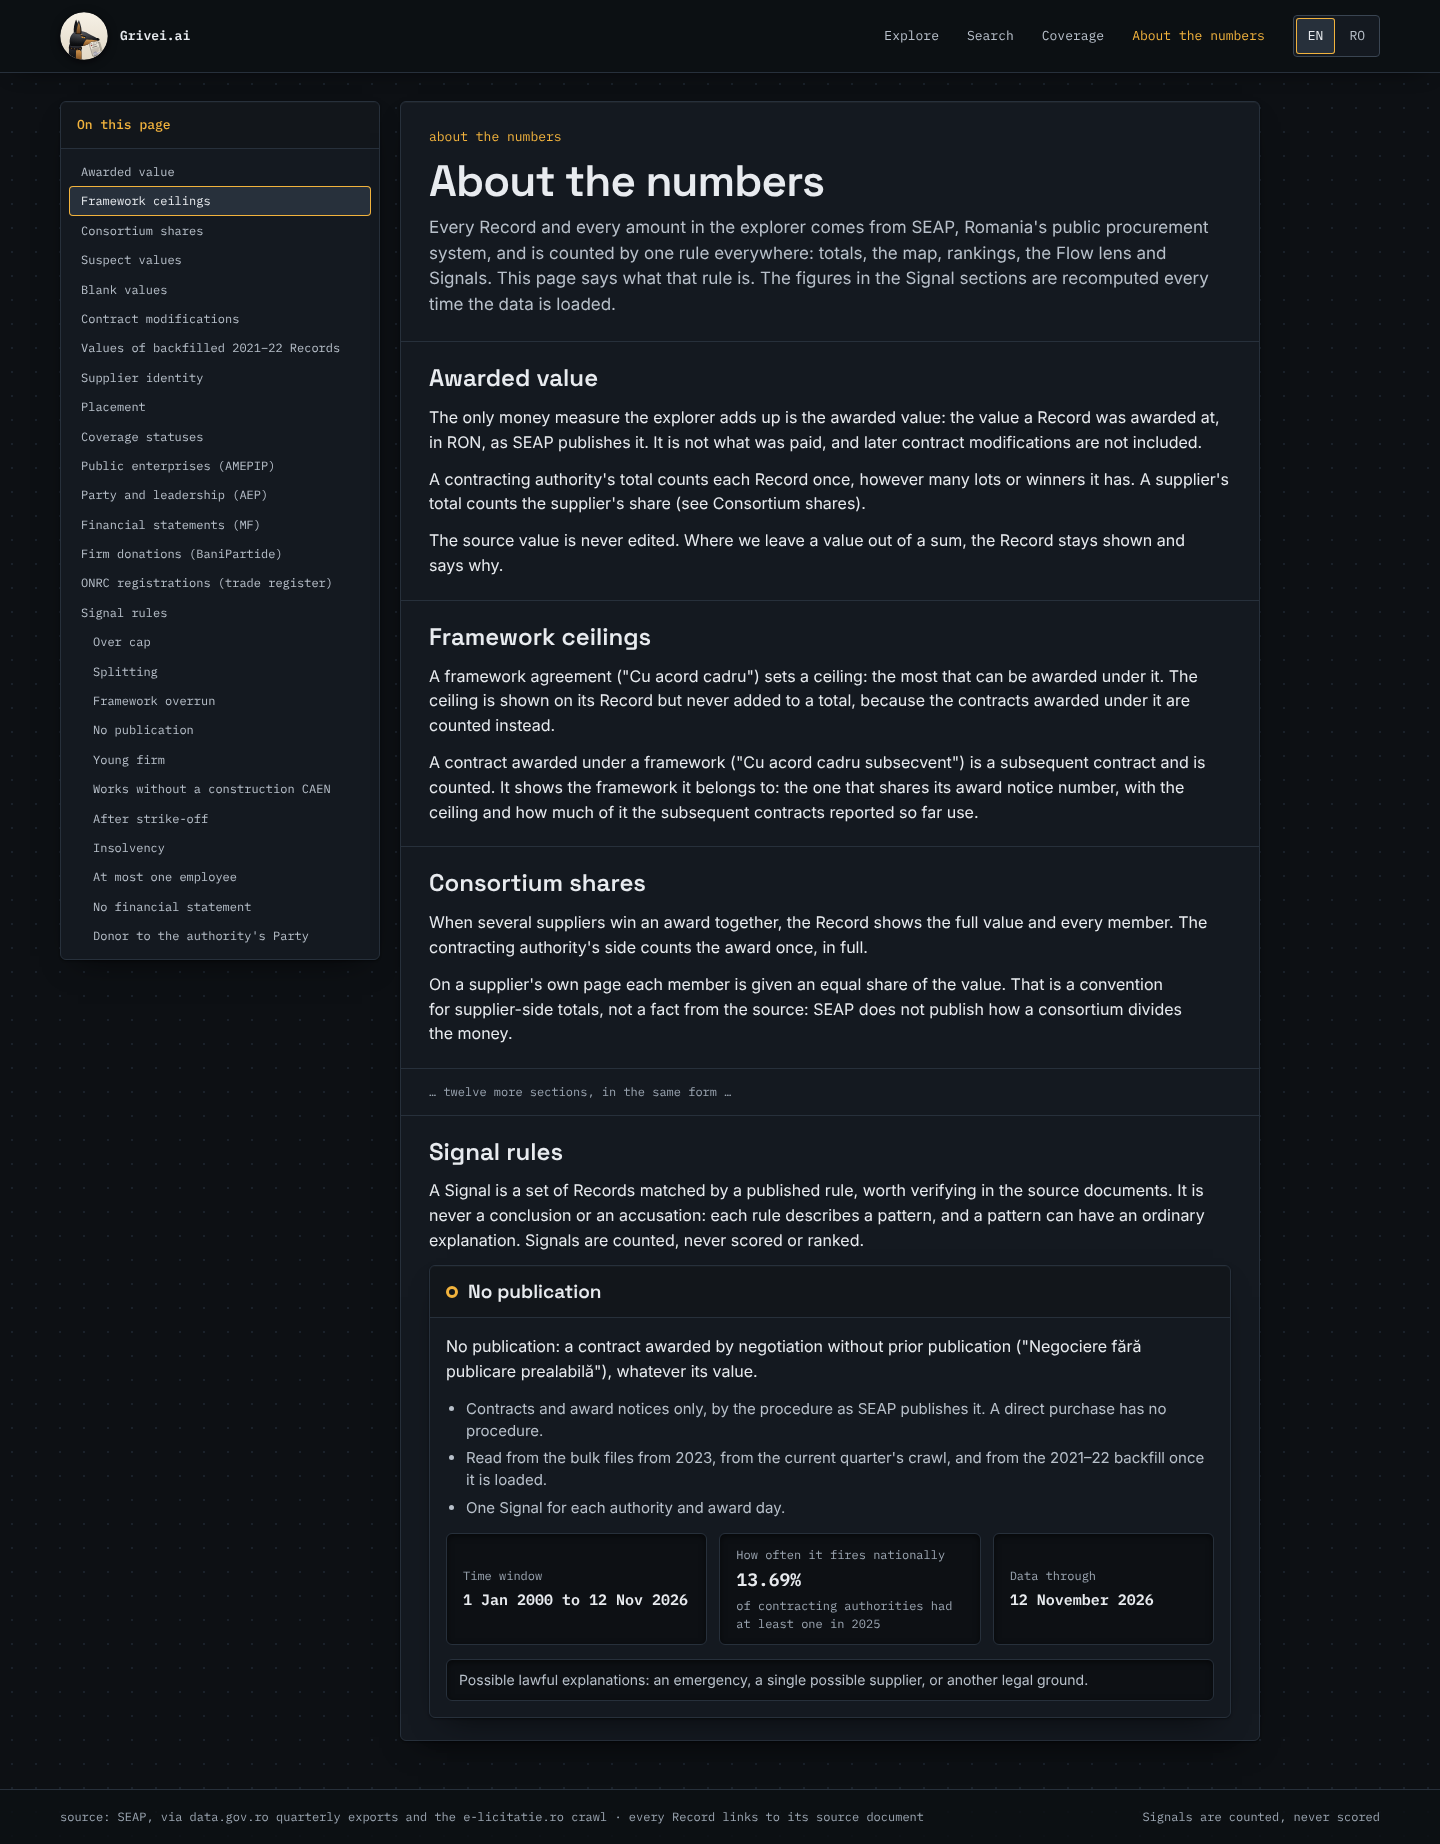 Grivei.ai
Explore
Search
Coverage
About the numbers
EN
RO
On this page
Awarded value
Framework ceilings
Consortium shares
Suspect values
Blank values
Contract modifications
Values of backfilled 2021–22 Records
Supplier identity
Placement
Coverage statuses
Public enterprises (AMEPIP)
Party and leadership (AEP)
Financial statements (MF)
Firm donations (BaniPartide)
ONRC registrations (trade register)
Signal rules
Over cap
Splitting
Framework overrun
No publication
Young firm
Works without a construction CAEN
After strike-off
Insolvency
At most one employee
No financial statement
Donor to the authority's Party
about the numbers
About the numbers
Every Record and every amount in the explorer comes from SEAP, Romania's public procurement
system, and is counted by one rule everywhere: totals, the map, rankings, the Flow lens and
Signals. This page says what that rule is. The figures in the Signal sections are recomputed every
time the data is loaded.
Awarded value
The only money measure the explorer adds up is the awarded value: the value a Record was awarded at,
in RON, as SEAP publishes it. It is not what was paid, and later contract modifications are not included.
A contracting authority's total counts each Record once, however many lots or winners it has. A supplier's
total counts the supplier's share (see Consortium shares).
The source value is never edited. Where we leave a value out of a sum, the Record stays shown and
says why.
Framework ceilings
A framework agreement ("Cu acord cadru") sets a ceiling: the most that can be awarded under it. The
ceiling is shown on its Record but never added to a total, because the contracts awarded under it are
counted instead.
A contract awarded under a framework ("Cu acord cadru subsecvent") is a subsequent contract and is
counted. It shows the framework it belongs to: the one that shares its award notice number, with the
ceiling and how much of it the subsequent contracts reported so far use.
Consortium shares
When several suppliers win an award together, the Record shows the full value and every member. The
contracting authority's side counts the award once, in full.
On a supplier's own page each member is given an equal share of the value. That is a convention
for supplier-side totals, not a fact from the source: SEAP does not publish how a consortium divides
the money.
… twelve more sections, in the same form …
Signal rules
A Signal is a set of Records matched by a published rule, worth verifying in the source documents. It is
never a conclusion or an accusation: each rule describes a pattern, and a pattern can have an ordinary
explanation. Signals are counted, never scored or ranked.
No publication
No publication: a contract awarded by negotiation without prior publication ("Negociere fără
publicare prealabilă"), whatever its value.
• Contracts and award notices only, by the procedure as SEAP publishes it. A direct purchase has no
procedure.
• Read from the bulk files from 2023, from the current quarter's crawl, and from the 2021–22 backfill once
it is loaded.
• One Signal for each authority and award day.
Time window
1 Jan 2000 to 12 Nov 2026
How often it fires nationally
13.69%
of contracting authorities had
at least one in 2025
Data through
12 November 2026
Possible lawful explanations: an emergency, a single possible supplier, or another legal ground.
source: SEAP, via data.gov.ro quarterly exports and the e-licitatie.ro crawl · every Record links to its source document
Signals are counted, never scored